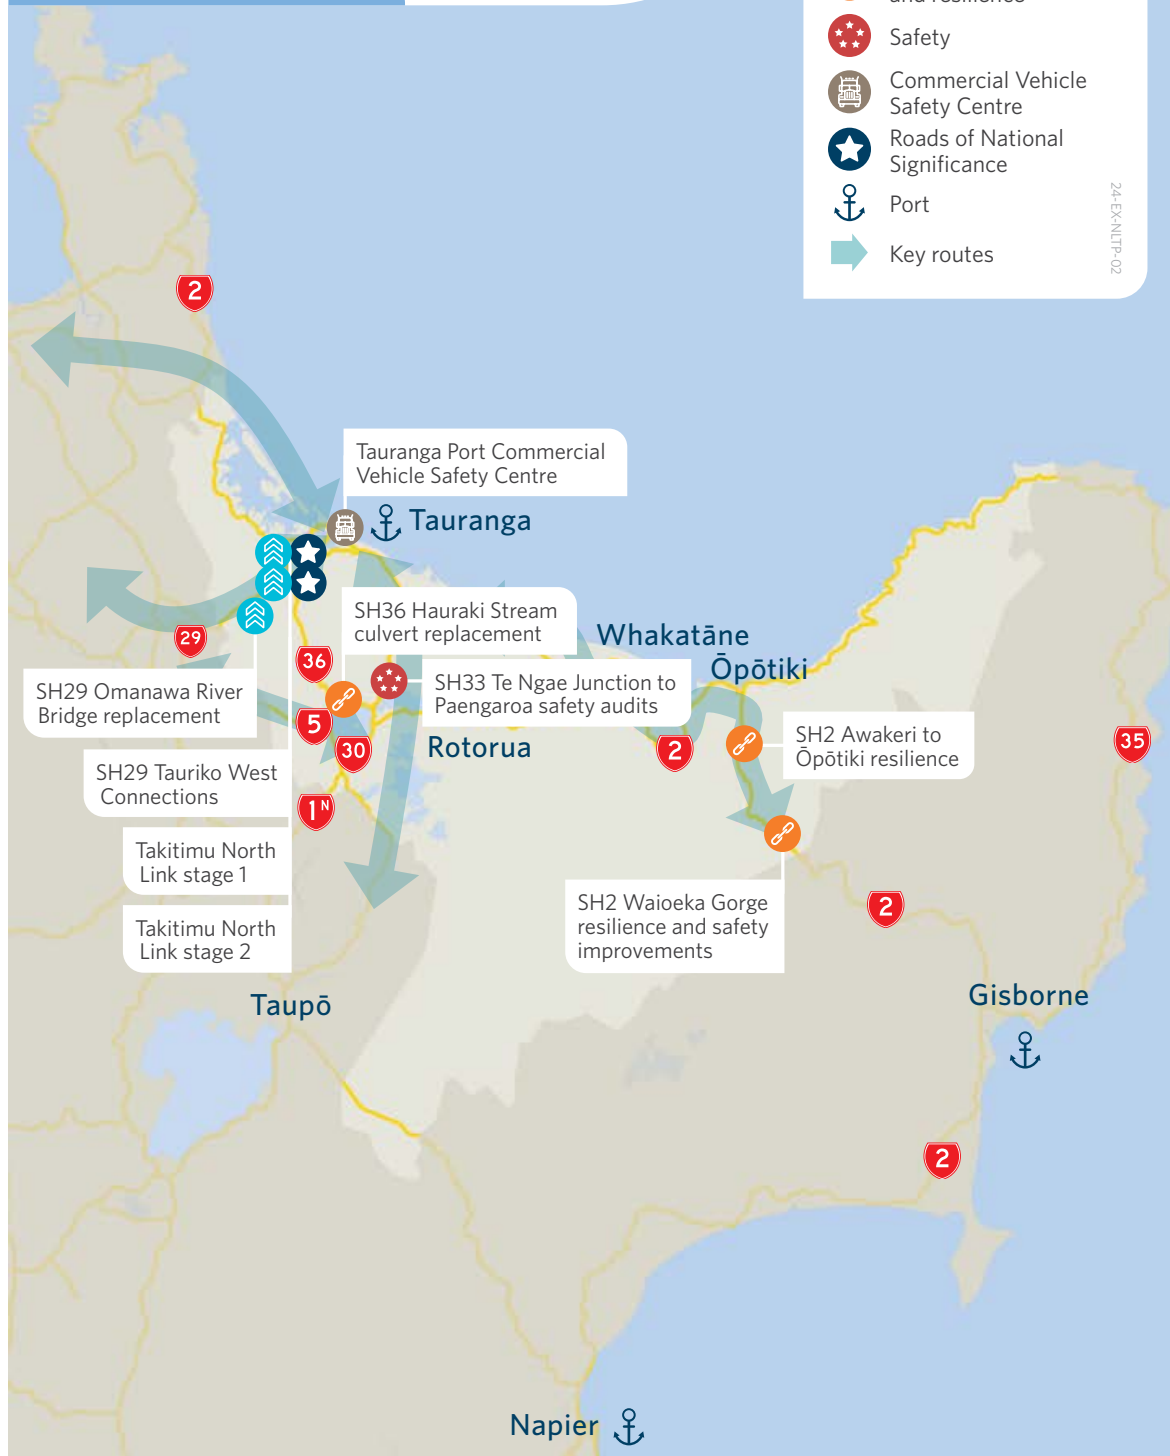 and resilience
Safety
Commercial Vehicle
Safety Centre
Roads of National
Significance
Port
Key routes
24-EX-NLTP-02
2
Tauranga Port Commercial
Vehicle Safety Centre
Tauranga
SH36 Hauraki Stream
culvert replacement
Whakatāne
Ōpōtiki
29
36
SH33 Te Ngae Junction to
Paengaroa safety audits
SH29 Omanawa River
Bridge replacement
5
30
Rotorua
2
SH2 Awakeri to
Ōpōtiki resilience
35
SH29 Tauriko West
Connections
1N
Takitimu North
Link stage 1
SH2 Waioeka Gorge
resilience and safety
improvements
2
Takitimu North
Link stage 2
Taupō
Gisborne
2
Napier